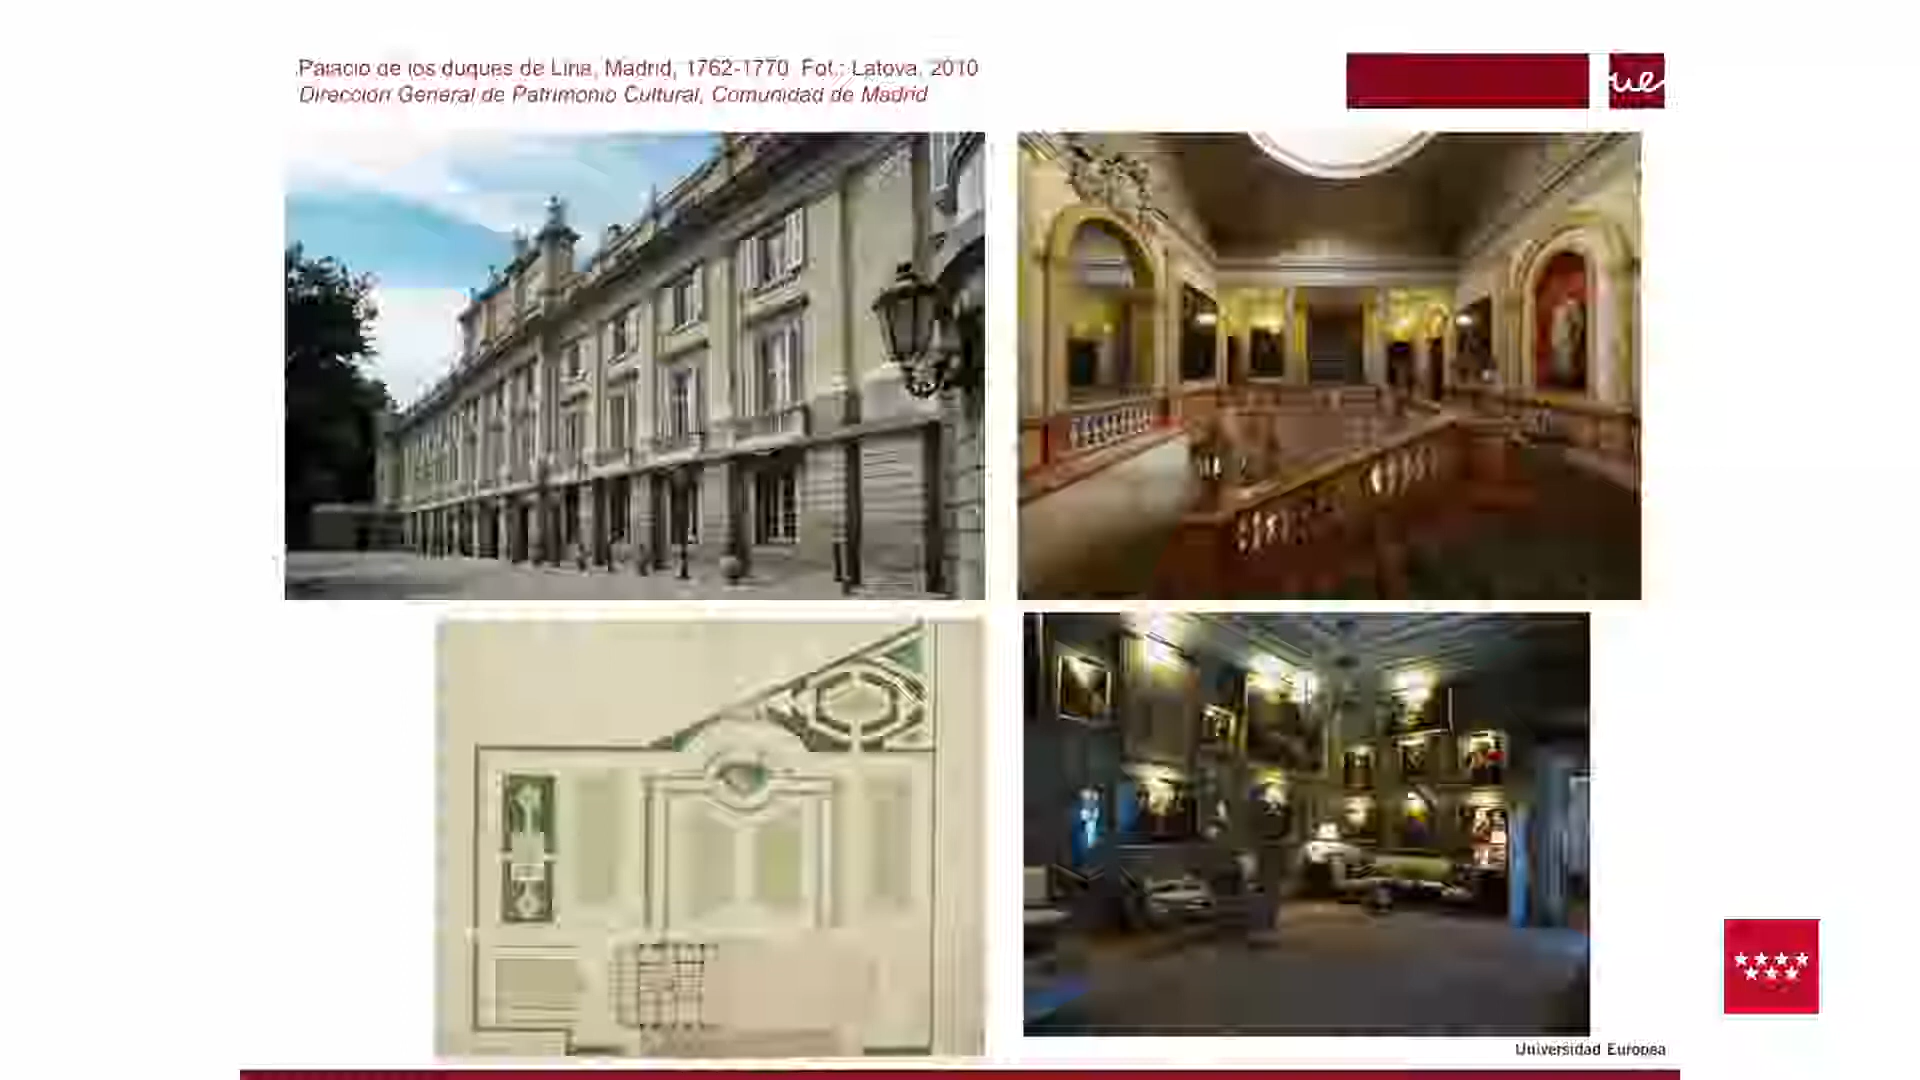 Palacio de los duques de Liria, Madrid, 1762-1770 Fot.: Latova, 2010
Dirección General de Patrimonio Cultural, Comunidad de Madrid
ue
Universidad Europea